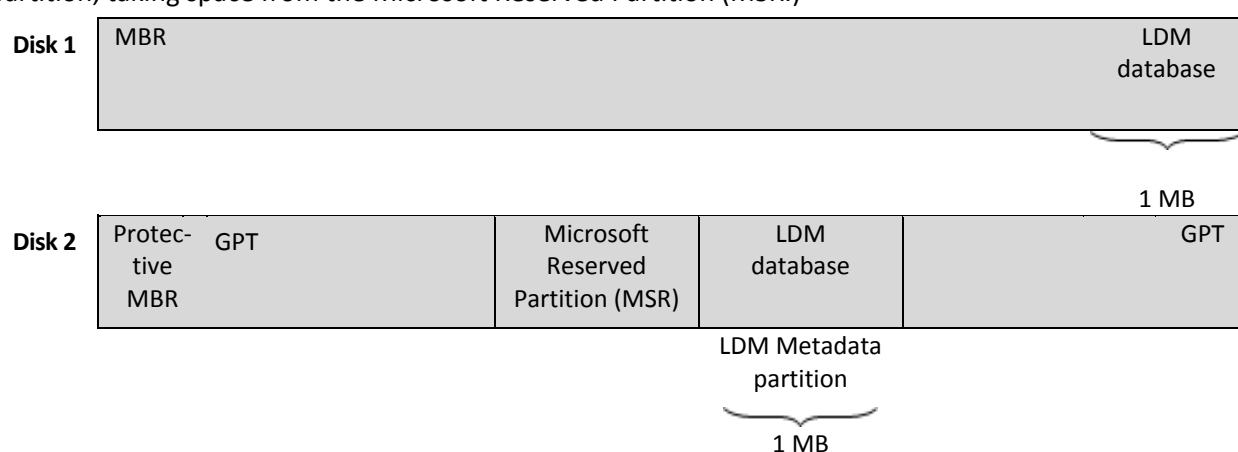 partition, taking space from the Microsoft Reserved Partition (MSR.)
Disk 1
MBR
LDM
database
1 MB
Disk 2
Protec-
tive
MBR
GPT
Microsoft
Reserved
Partition (MSR)
LDM
database
GPT
LDM Metadata
partition
1 MB